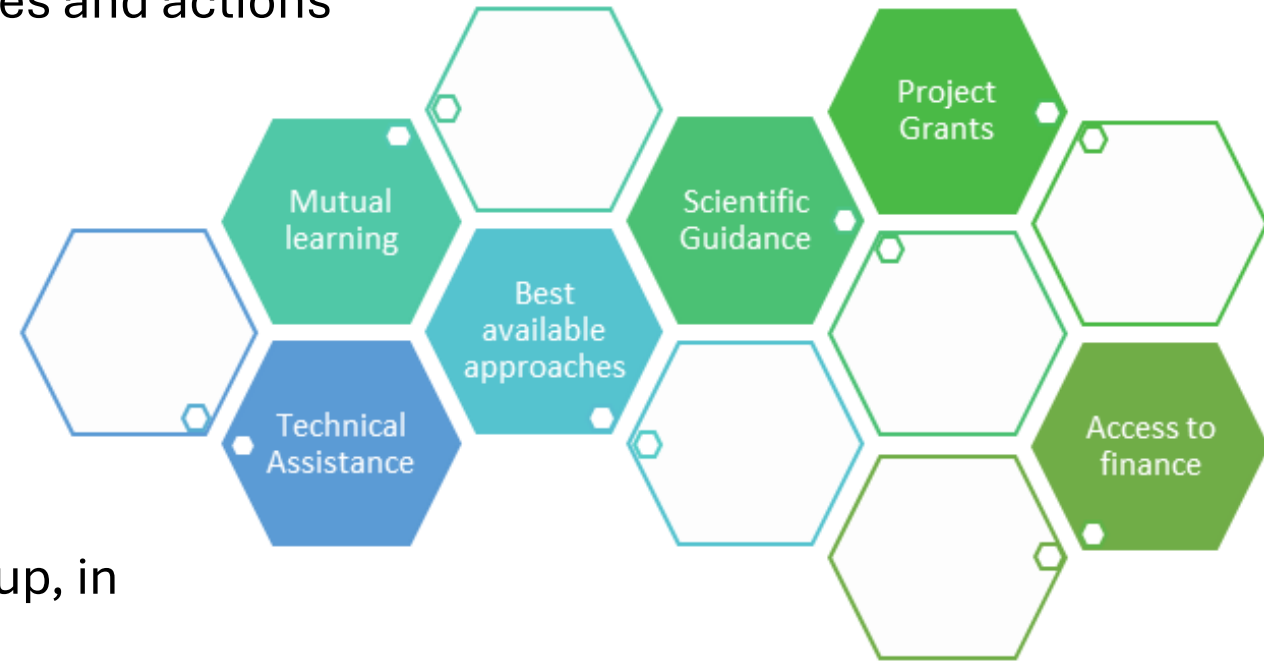 es and actions
Project
Grants
Mutual
learning
Scientific
Guidance
Best
available
approaches
Technical
Assistance
Access to
finance
up, in